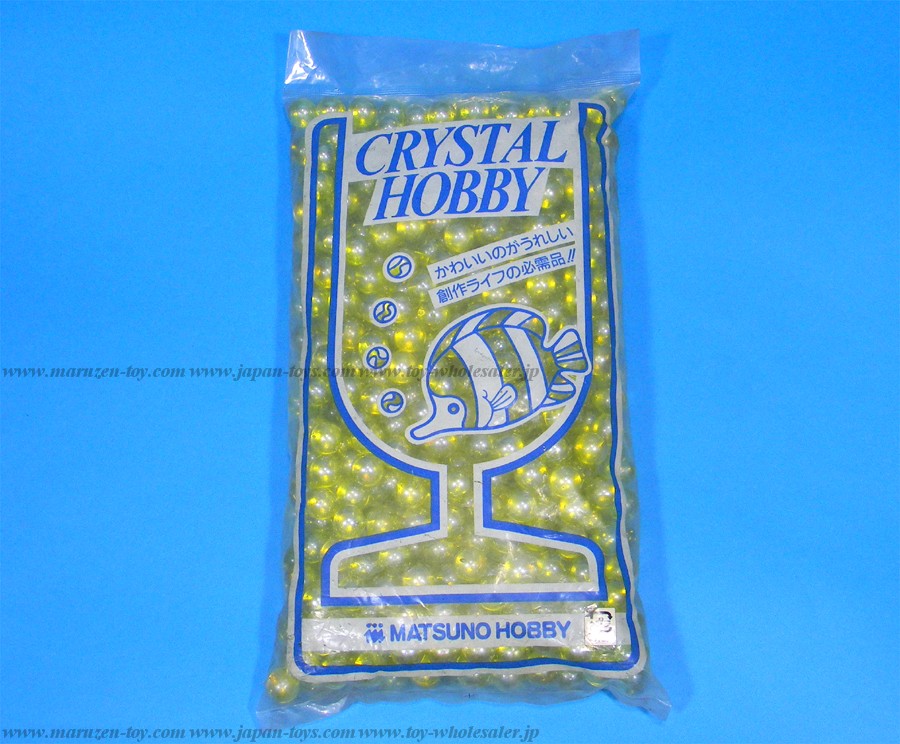 CRYSTAL
HOBBY
かわいいのがうれしい
創作ライフの必需品!!
www.maruzen-toy.com www.japan-toys.com www.toy-wholesaler.jp
MATSUNO HOBBY
www.maruzen-toy.com www.japan-toys.com www.toy-wholesaler.jp